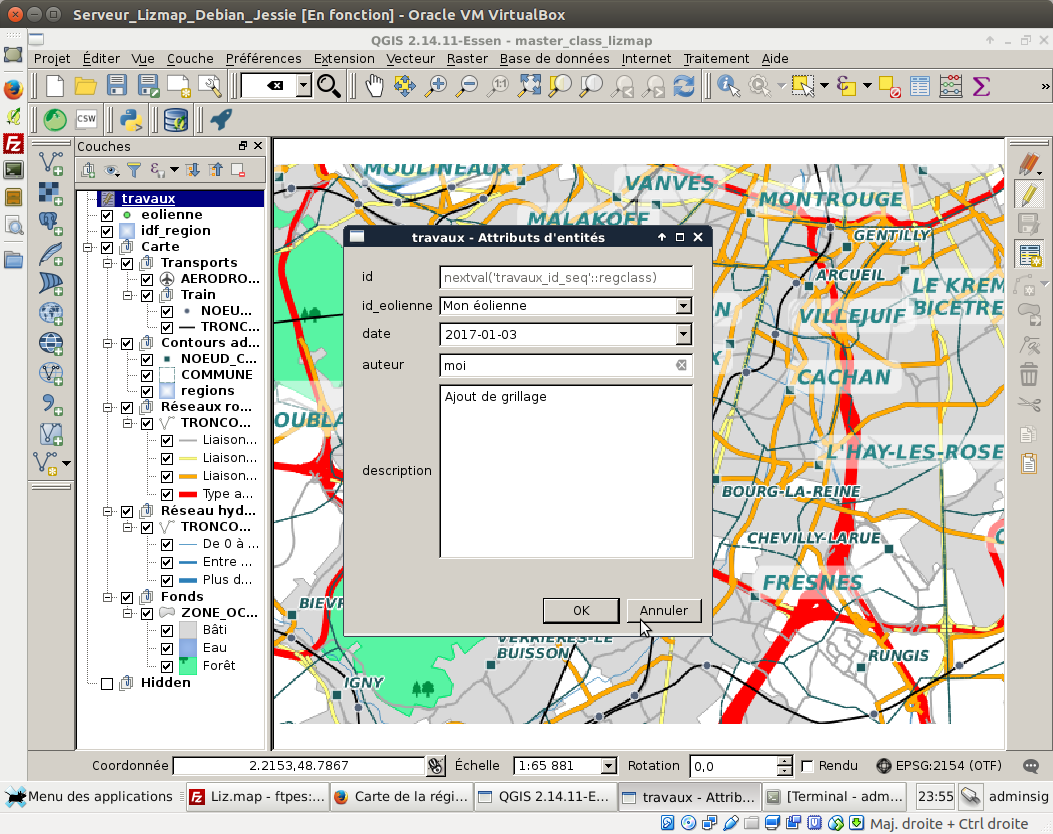 Serveur_Lizmap_Debian_Jessie [En fonction] - Oracle VM VirtualBox
QGIS 2.14.11-Essen - master_class_lizmap
Projet Éditer Vue Couche Préférences Extension Vecteur Raster Base de données Internet Traitement Aide
CSW
Couches
travaux
eolienne
idf_region
Carte
Transports
AERODRO...
Train
NOEU...
TRONC...
Contours ad...
NOEUD_C...
COMMUNE
regions
Réseaux ro...
TRONCO...
Liaison...
Liaison...
Liaison...
Type a...
Réseau hyd...
TRONCO...
De 0 à ...
Entre ...
Plus d...
Fonds
ZONE_OC...
Bâti
Eau
Forêt
Hidden
MOULINEAUX
VANVES
MALAKOFF
MONTROUGE
GENTILLY
ARCUEIL
LE KREM
BICETRE
VILLEJUIF
CACHAN
L'HAY-LES-ROSE
BOURG-LA-REINE
CHEVILLY-LARUE
FRESNES
RUNGIS
OUBLA
BIEVR
VERRIERES-LE
BUISSON
IGNY
travaux - Attributs d'entités
id nextval('travaux_id_seq'::regclass)
id_eolienne Mon éolienne
date 2017-01-03
auteur moi
description Ajout de grillage
OK Annuler
Coordonnée 2.2153,48.7867 Échelle 1:65 881 Rotation 0,0 Rendu EPSG:2154 (OTF)
Menu des applications Liz.map - ftpes:... Carte de la régi... QGIS 2.14.11-E... travaux - Attrib... [Terminal - adm... 23:55 adminsig
Maj. droite + Ctrl droite